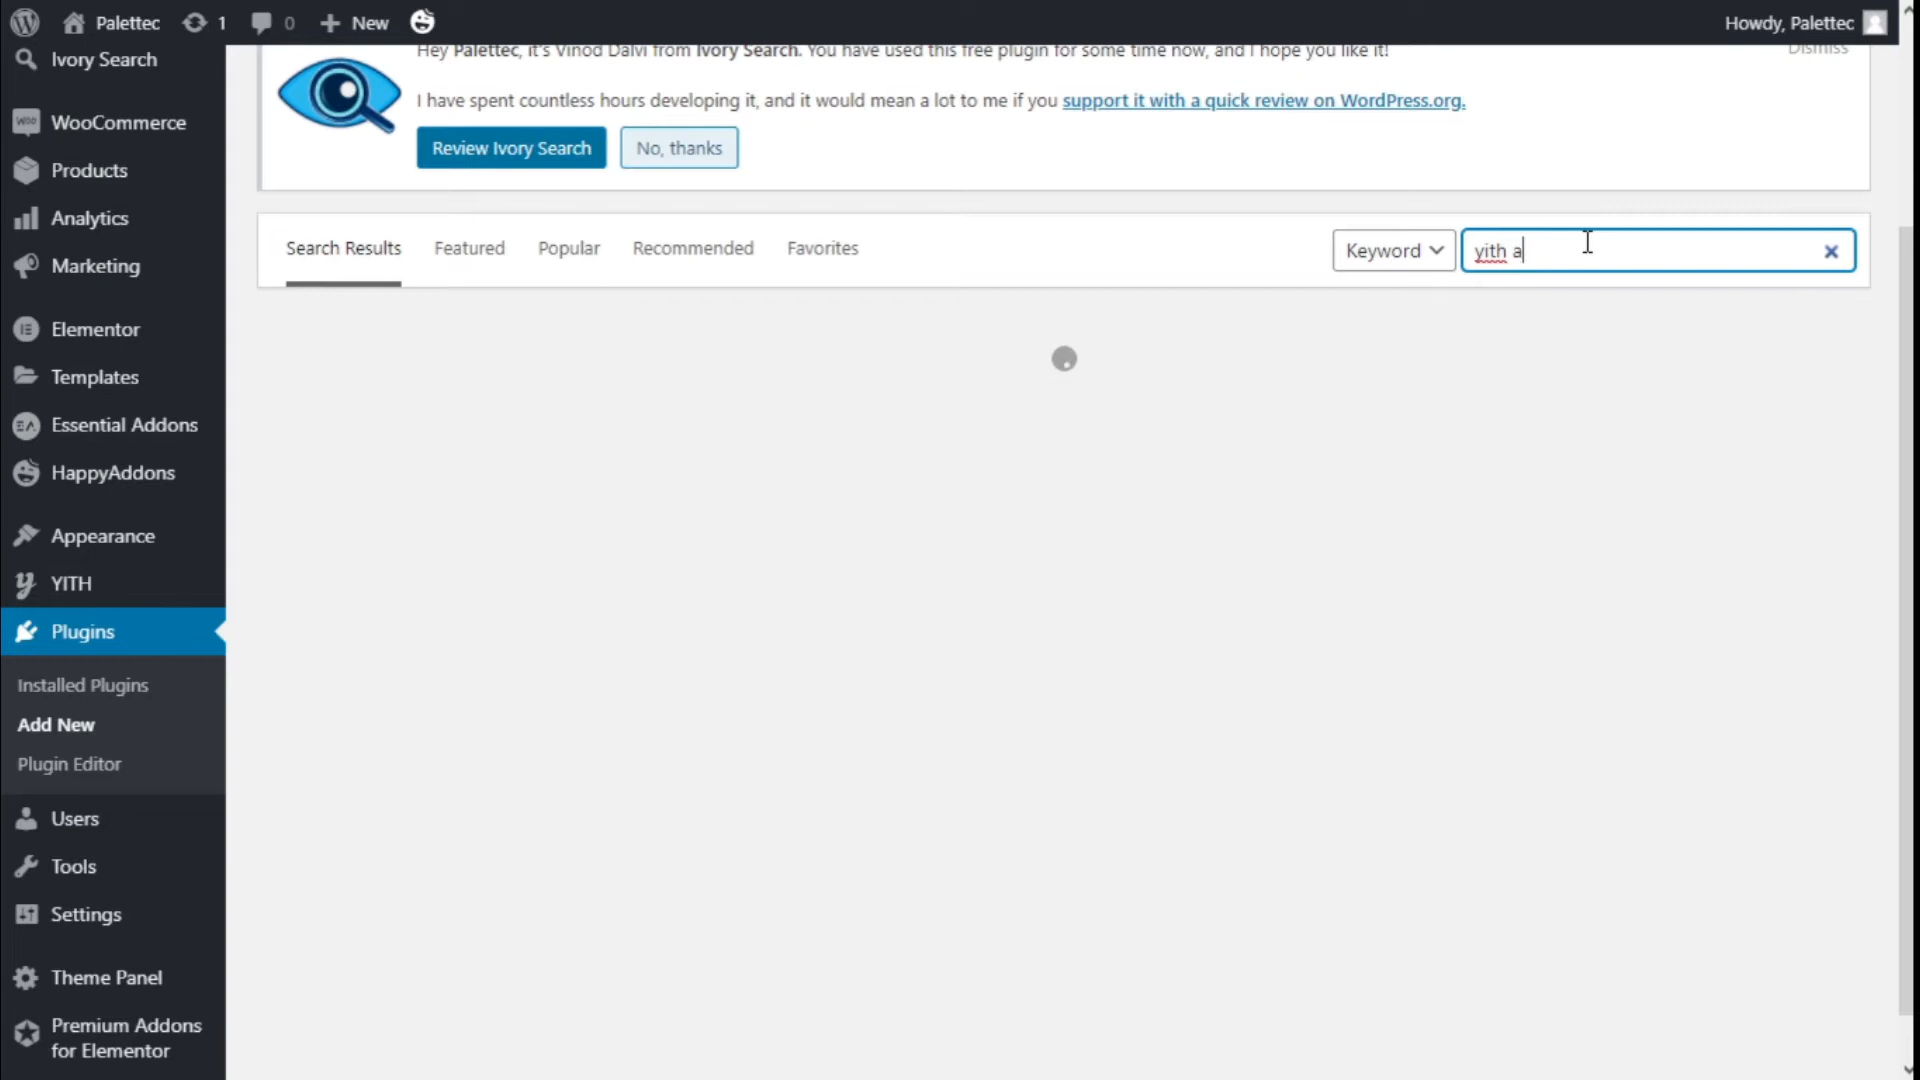 Palettec 1 0 New Howdy, Palettec
Ivory Search
WooCommerce
Products
Analytics
Marketing
Elementor
Templates
Essential Addons
HappyAddons
Appearance
YITH
Plugins
Installed Plugins
Add New
Plugin Editor
Users
Tools
Settings
Theme Panel
Premium Addons
for Elementor
Hey Palettec, it's Vinod Dalvi from Ivory Search. You have used this free plugin for some time now, and I hope you like it!
Dismiss
I have spent countless hours developing it, and it would mean a lot to me if you support it with a quick review on WordPress.org.
Review Ivory Search No, thanks
Search Results Featured Popular Recommended Favorites Keyword yith a